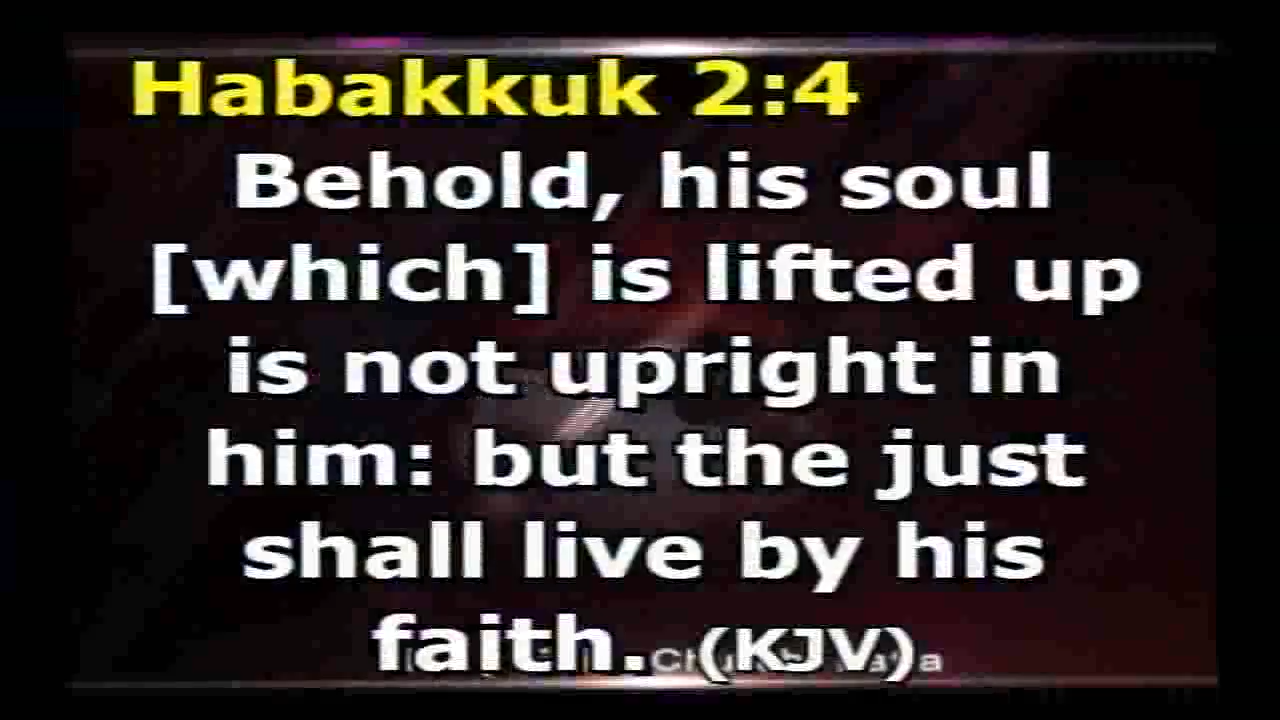 Habakkuk 2:4
Behold, his soul
[which] is lifted up
is not upright in
him: but the just
shall live by his
faith. (KJV)